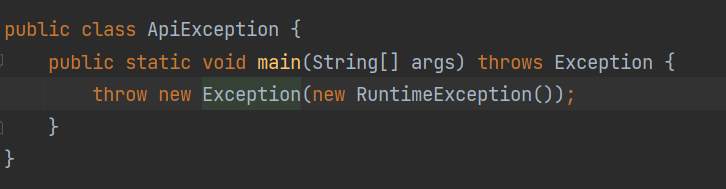 public class ApiException {
    public static void main(String[] args) throws Exception {
        throw new Exception(new RuntimeException());
    }
}